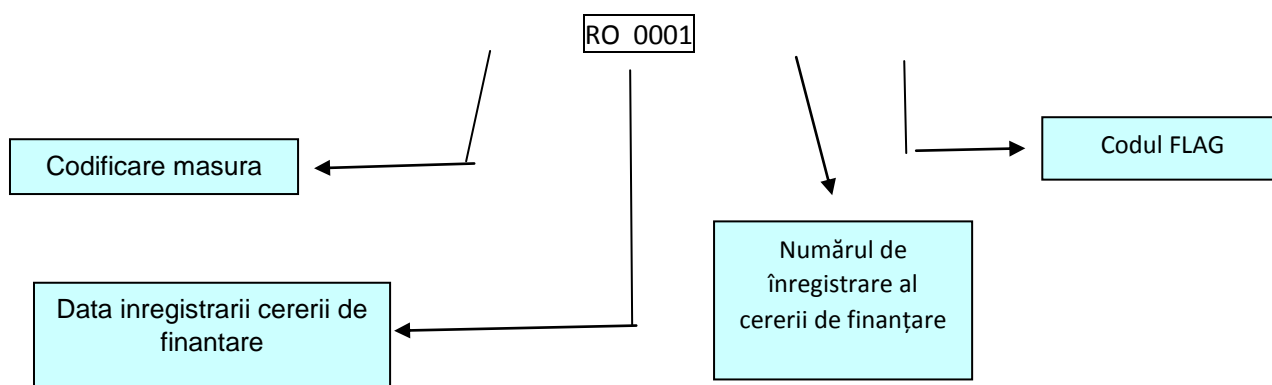 RO 0001
Codificare masura
Codul FLAG
Numărul de
înregistrare al
cererii de finanțare
Data inregistrarii cererii de
finantare